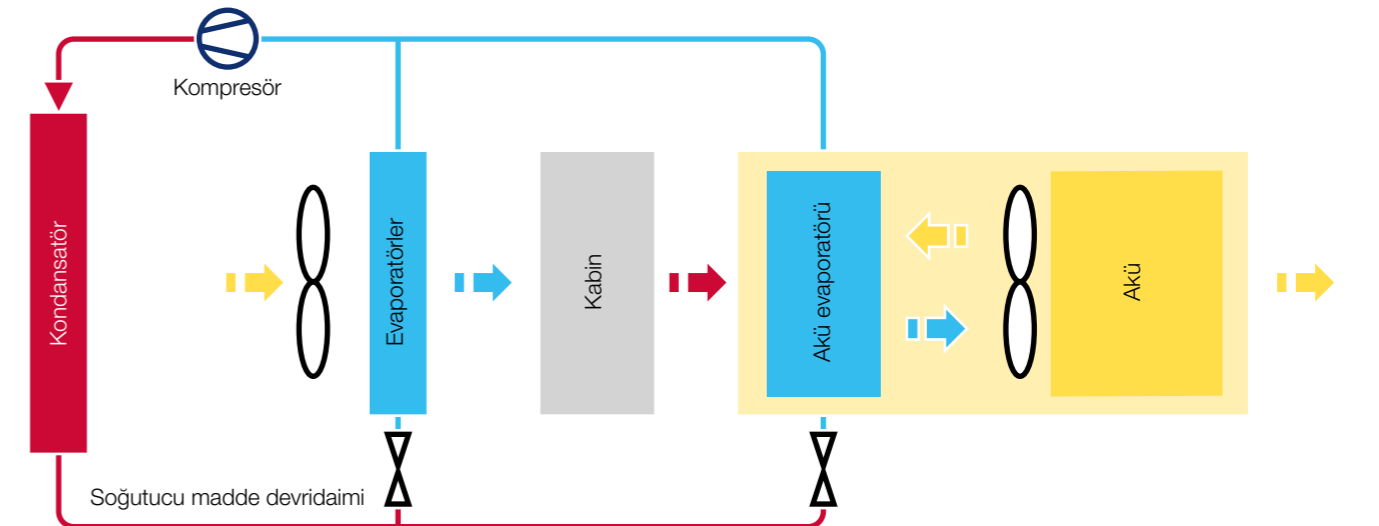 Kompresör
Kondansatör
Evaporatörler
Kabin
Akü evaporatörü
Akü
Soğutucu madde devridaimi